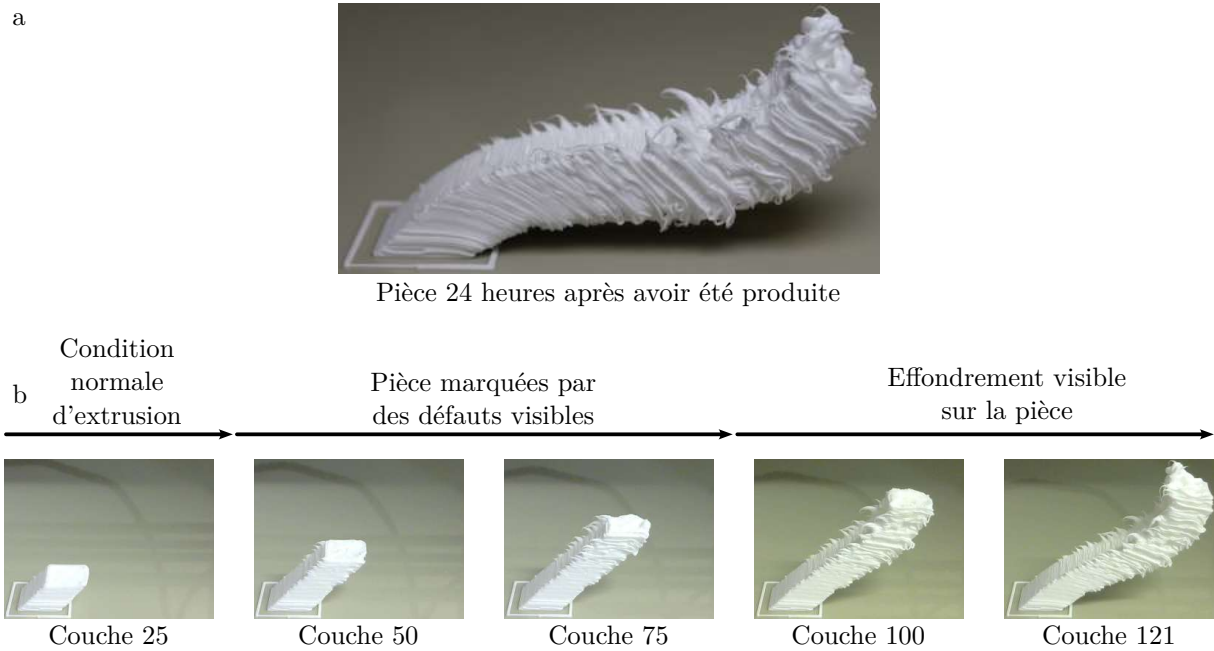 a
Pièce 24 heures après avoir été produite
b
Condition
normale
d'extrusion
Pièce marquées par
des défauts visibles
Effondrement visible
sur la pièce
Couche 25
Couche 50
Couche 75
Couche 100
Couche 121